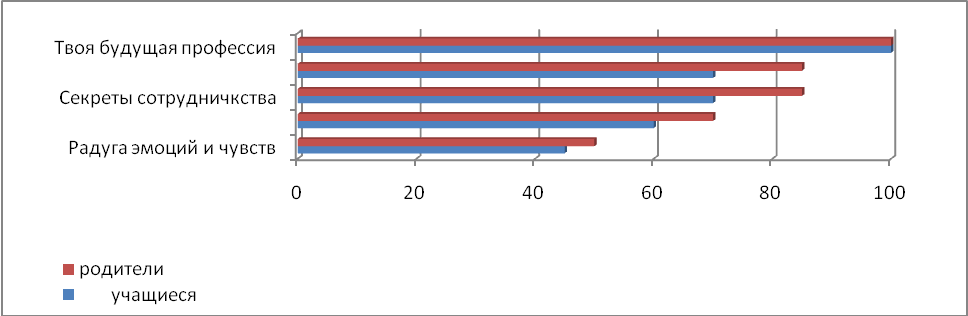 Твоя будущая профессия
Секреты сотрудничкства
Радуга эмоций и чувств
0 20 40 60 80 100
родители
учащиеся